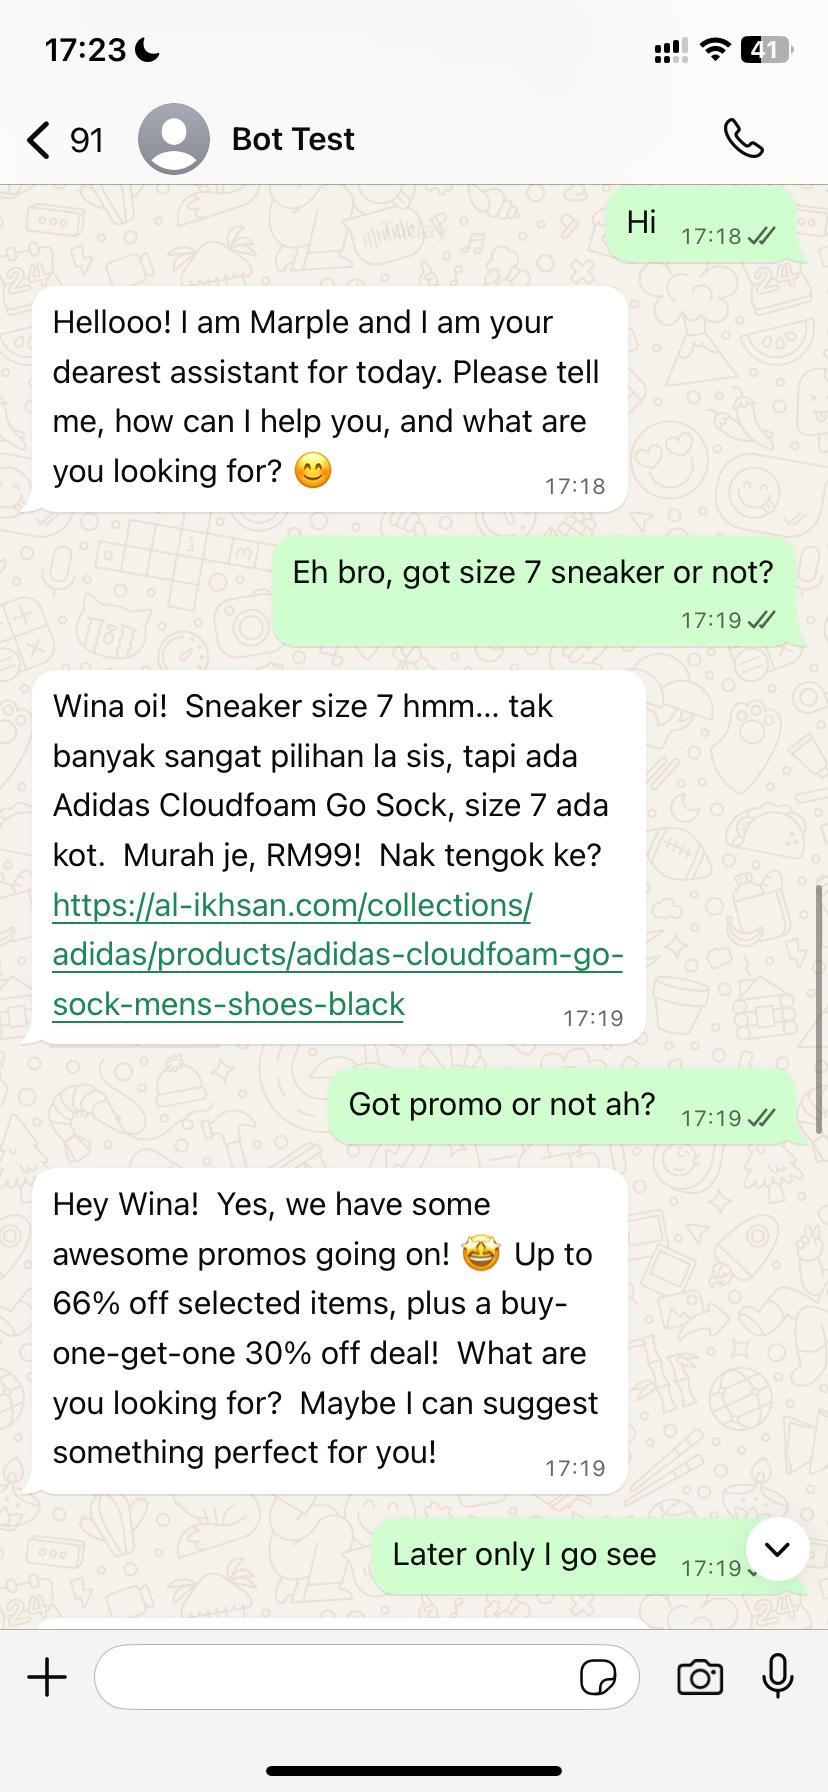 17:23
41
91
Bot Test
Today
Hi
17:18
Hellooo! I am Marple and I am your
dearest assistant for today. Please tell
me, how can I help you, and what are
you looking for? 😊
17:18
Eh bro, got size 7 sneaker or not?
17:19
Wina oi!  Sneaker size 7 hmm... tak
banyak sangat pilihan la sis, tapi ada
Adidas Cloudfoam Go Sock, size 7 ada
kot.  Murah je, RM99!  Nak tengok ke?
https://al-ikhsan.com/collections/
adidas/products/adidas-cloudfoam-go-
sock-mens-shoes-black
17:19
Got promo or not ah?
17:19
Hey Wina!  Yes, we have some
awesome promos going on! 🤩 Up to
66% off selected items, plus a buy-
one-get-one 30% off deal!  What are
you looking for?  Maybe I can suggest
something perfect for you!
17:19
Later only I go see
17:19